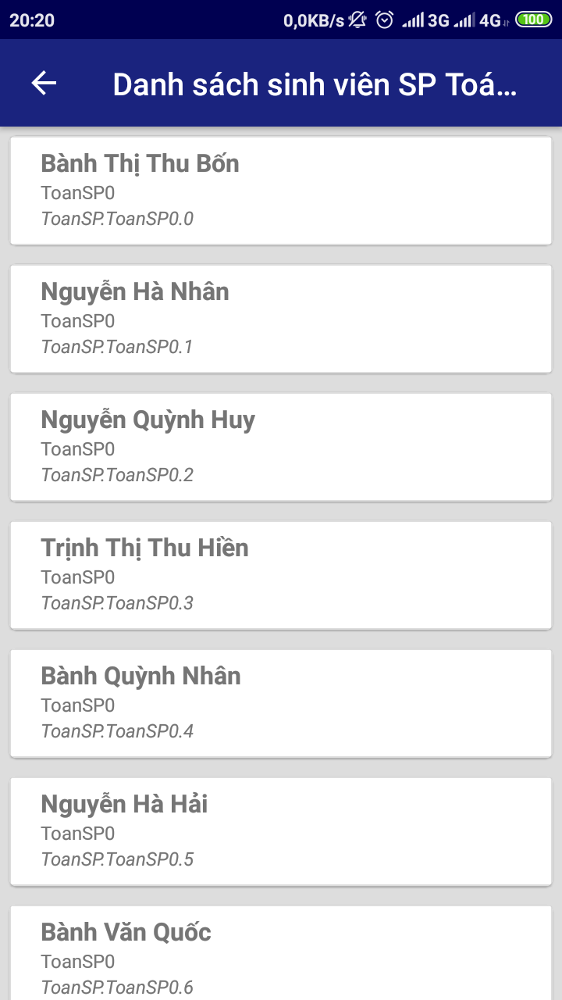 20:20 0,0KB/s 3G 4G 100
Danh sách sinh viên SP Toá...
Bành Thị Thu Bốn
ToanSP0
ToanSP.ToanSP0.0
Nguyễn Hà Nhân
ToanSP0
ToanSP.ToanSP0.1
Nguyễn Quỳnh Huy
ToanSP0
ToanSP.ToanSP0.2
Trịnh Thị Thu Hiền
ToanSP0
ToanSP.ToanSP0.3
Bành Quỳnh Nhân
ToanSP0
ToanSP.ToanSP0.4
Nguyễn Hà Hải
ToanSP0
ToanSP.ToanSP0.5
Bành Văn Quốc
ToanSP0
ToanSP.ToanSP0.6